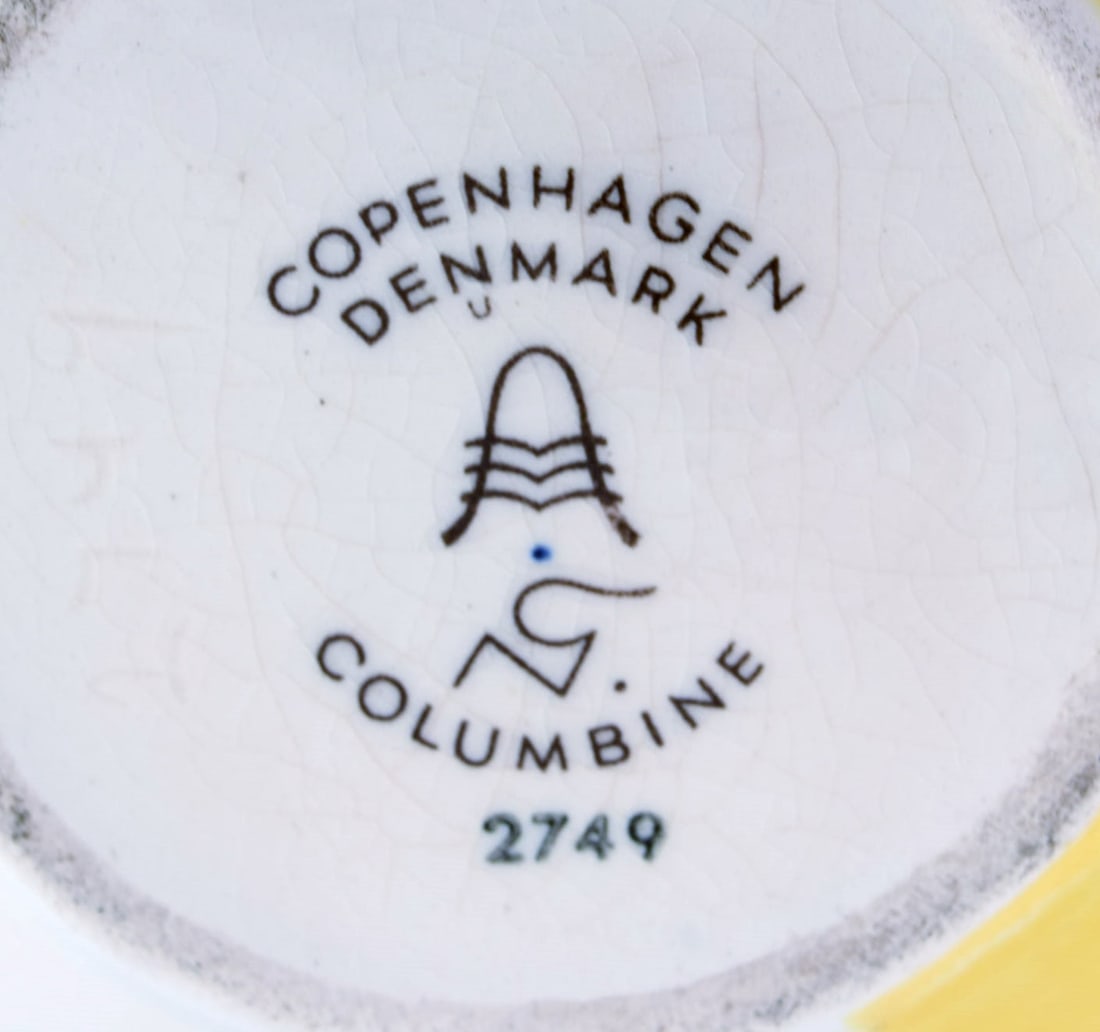 COPENHAGEN
DENMARK
COLUMBINE
2749